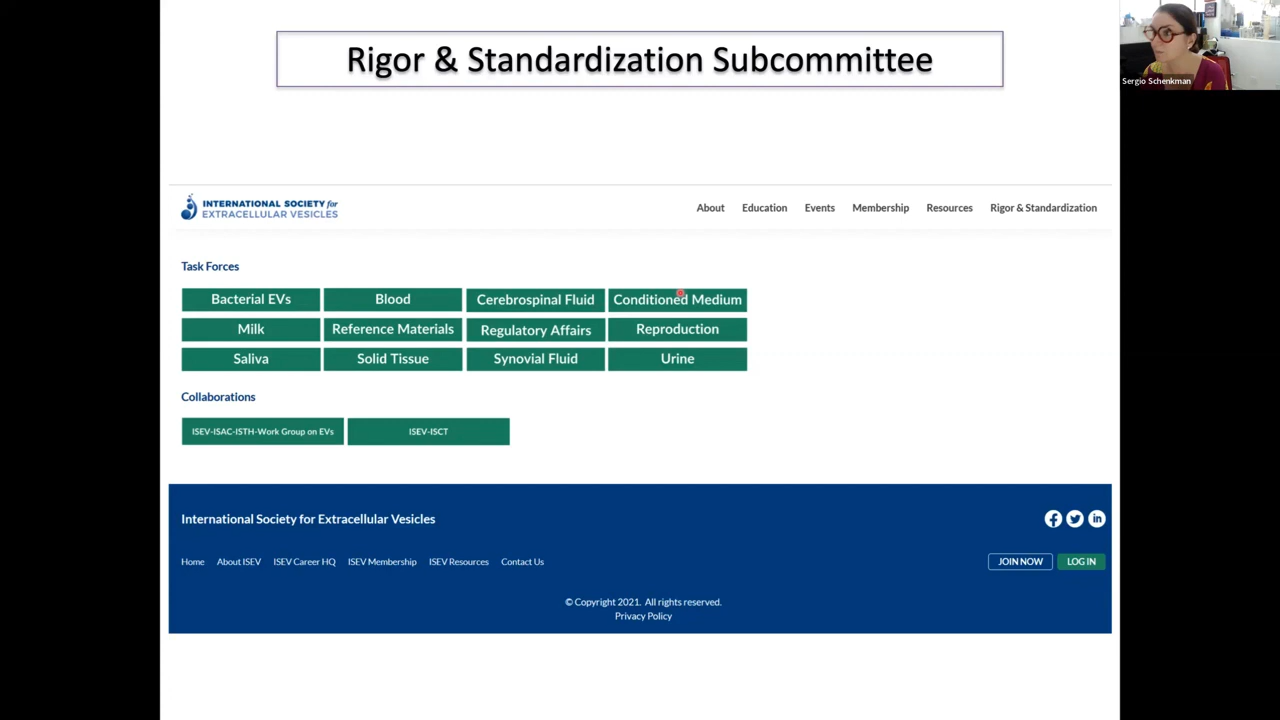 Rigor & Standardization Subcommittee
Sergio Schenkman
INTERNATIONAL SOCIETY for
EXTRACELLULAR VESICLES
About Education Events Membership Resources Rigor & Standardization
Task Forces
Bacterial EVs Blood Cerebrospinal Fluid Conditioned Medium
Milk Reference Materials Regulatory Affairs Reproduction
Saliva Solid Tissue Synovial Fluid Urine
Collaborations
ISEV-ISAC-ISTH-Work Group on EVs ISEV-ISCT
International Society for Extracellular Vesicles
Home About ISEV ISEV Career HQ ISEV Membership ISEV Resources Contact Us JOIN NOW LOG IN
© Copyright 2021. All rights reserved.
Privacy Policy